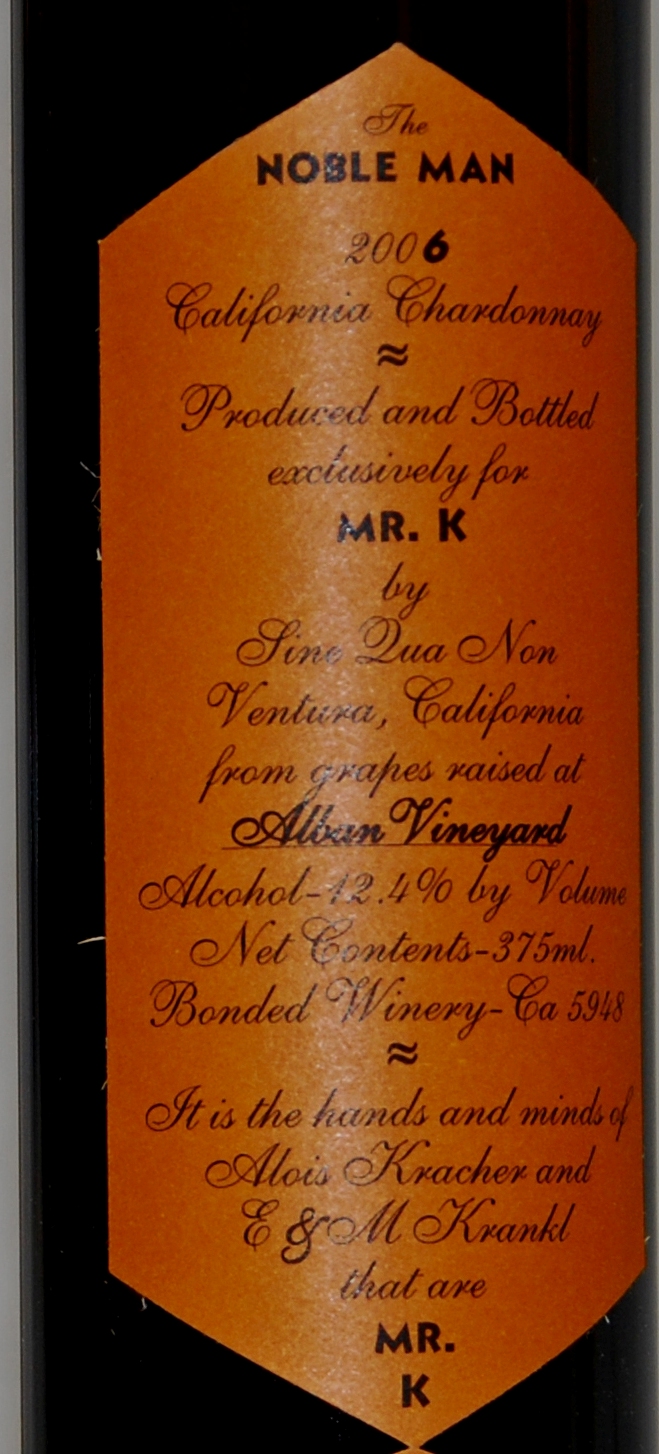 The
NOBLE MAN
2006
California Chardonnay
≈
Produced and Bottled
exclusively for
MR. K
by
Sine Qua Non
Ventura, California
from grapes raised at
Alban Vineyard
Alcohol-12.4% by Volume
Net Contents-375ml.
Bonded Winery-Ca 5948
≈
It is the hands and minds of
Alois Kracher and
E & M Krankl
that are
MR.
K